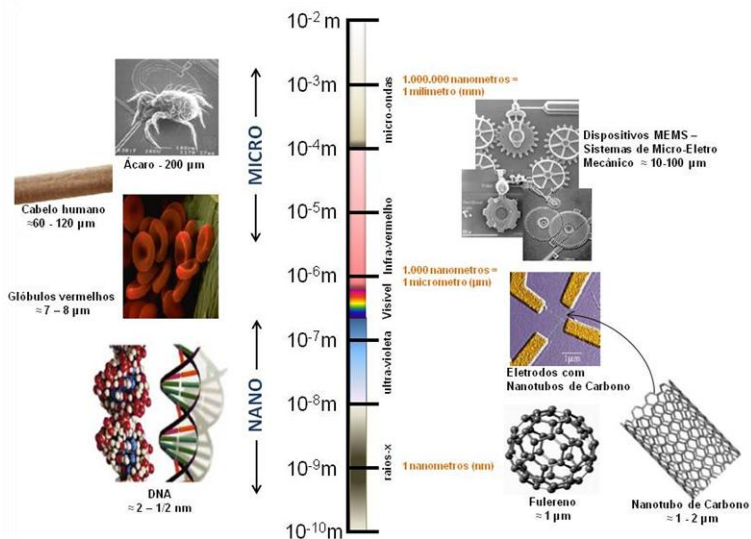 10⁻² m
10⁻³m
10⁻⁴m
10⁻⁵m
10⁻⁶m
10⁻⁷m
10⁻⁸m
10⁻⁹m
10⁻¹⁰m
MICRO
NANO
micro-ondas
Infra-vermelho
Visível
ultra-violeta
raios-x
Ácaro - 200 µm
Cabelo humano
≈60 - 120 µm
Glóbulos vermelhos
≈ 7 – 8 µm
DNA
≈ 2 – 1/2 nm
1.000.000 nanometros =
1 milímetro (mm)
1.000 nanometros =
1 micrometro (µm)
1 nanometros (nm)
Dispositivos MEMS –
Sistemas de Micro-Eletro
Mecânico ≈ 10-100 µm
1µm
Eletrodos com
Nanotubos de Carbono
Fulereno
≈ 1 µm
Nanotubo de Carbono
≈ 1 - 2 µm